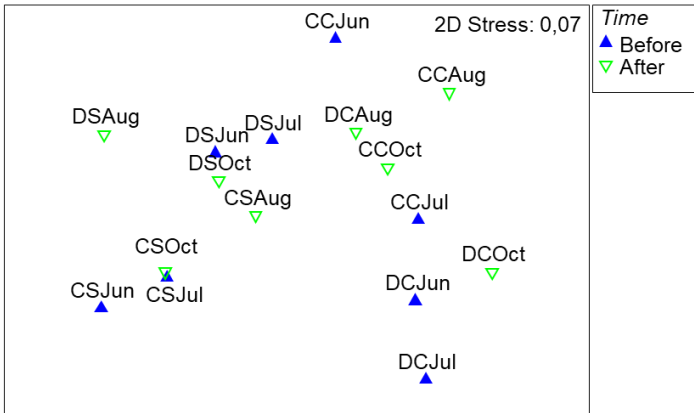 CCJun
2D Stress: 0,07
Time
Before
After
CCAug
DSAug
DSJun
DSJul
DCAug
DSOct
CCOct
CSAug
CCJul
CSOct
DCOct
CSJun
CSJul
DCJun
DCJul